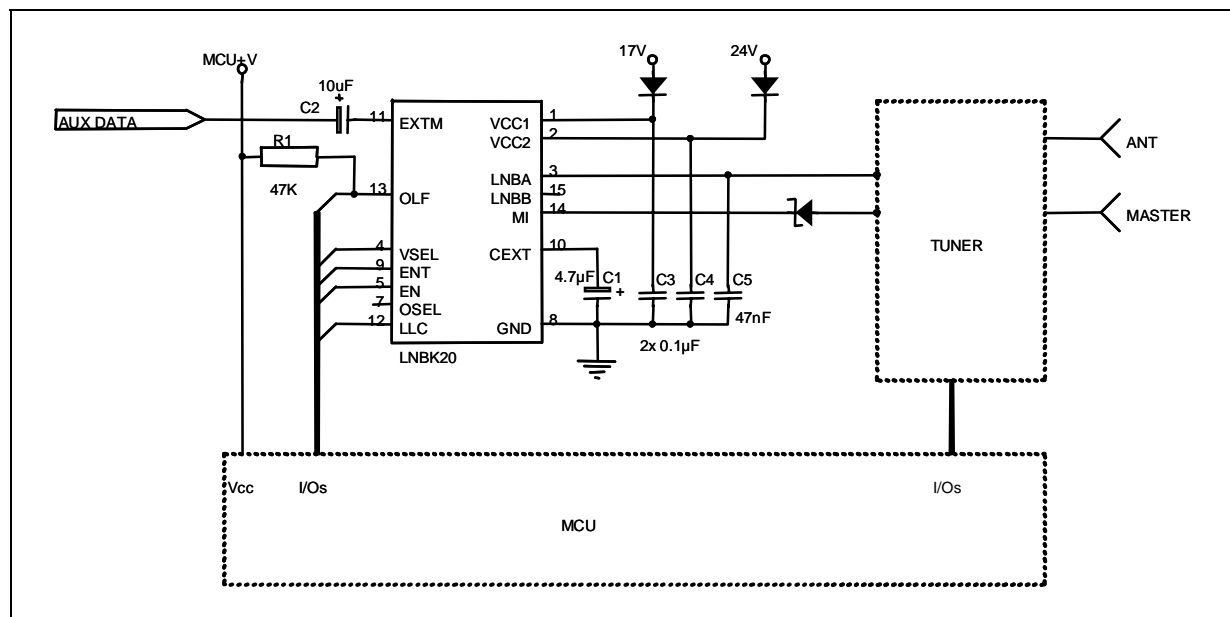 MCU+V
17V
24V
10uF
+
C2
AUX DATA
11
EXTM
VCC1
1
VCC2
2
R1
47K
LNBA
3
13
OLF
LNBB
15
MI
14
ANT
MASTER
TUNER
4
VSEL
CEXT
10
9
ENT
5
EN
7
OSEL
12
LLC
GND
8
4.7µF
C1
+
C3
C4
C5
47nF
2x 0.1µF
LNBK20
Vcc
I/Os
I/Os
MCU